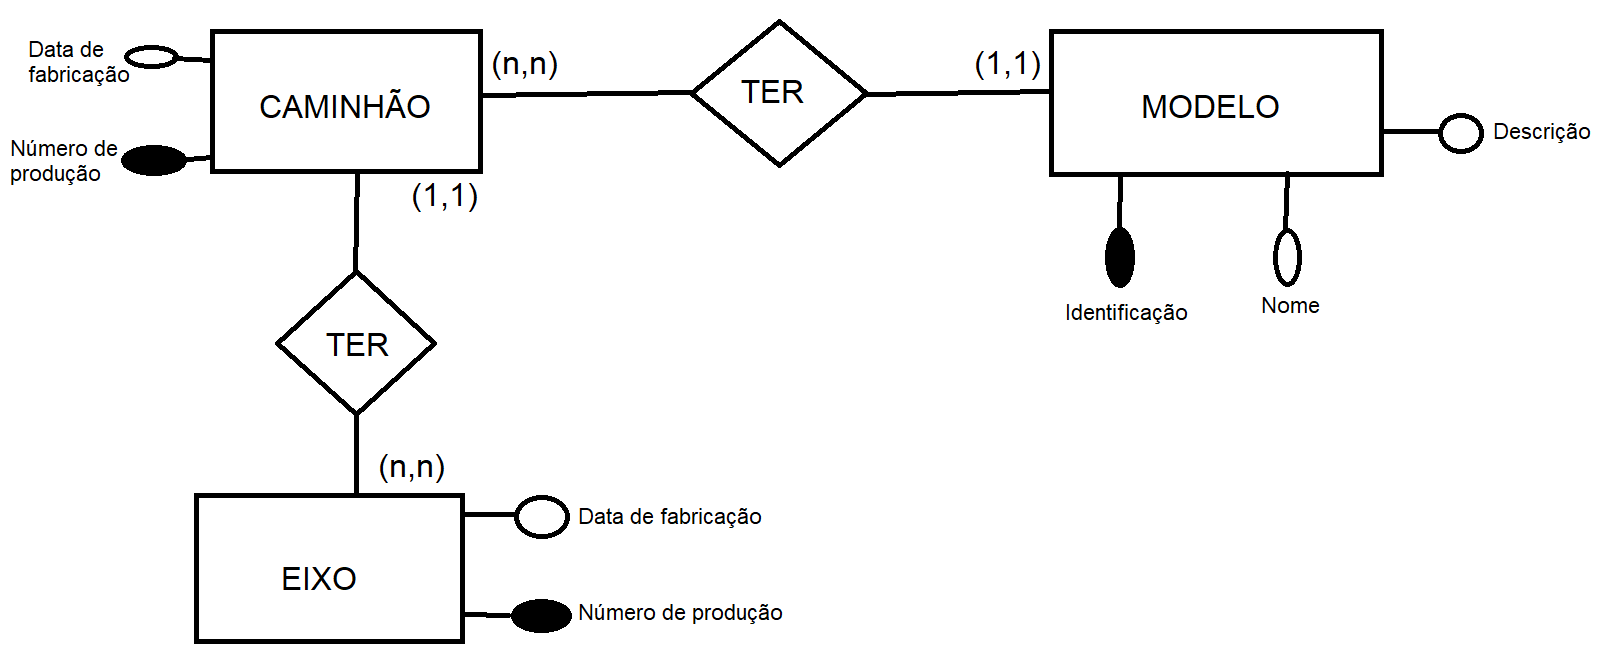 Data de
fabricação
CAMINHÃO
Número de
produção
(n,n)
TER
(1,1)
MODELO
Descrição
Identificação
Nome
(1,1)
TER
(n,n)
EIXO
Data de fabricação
Número de produção